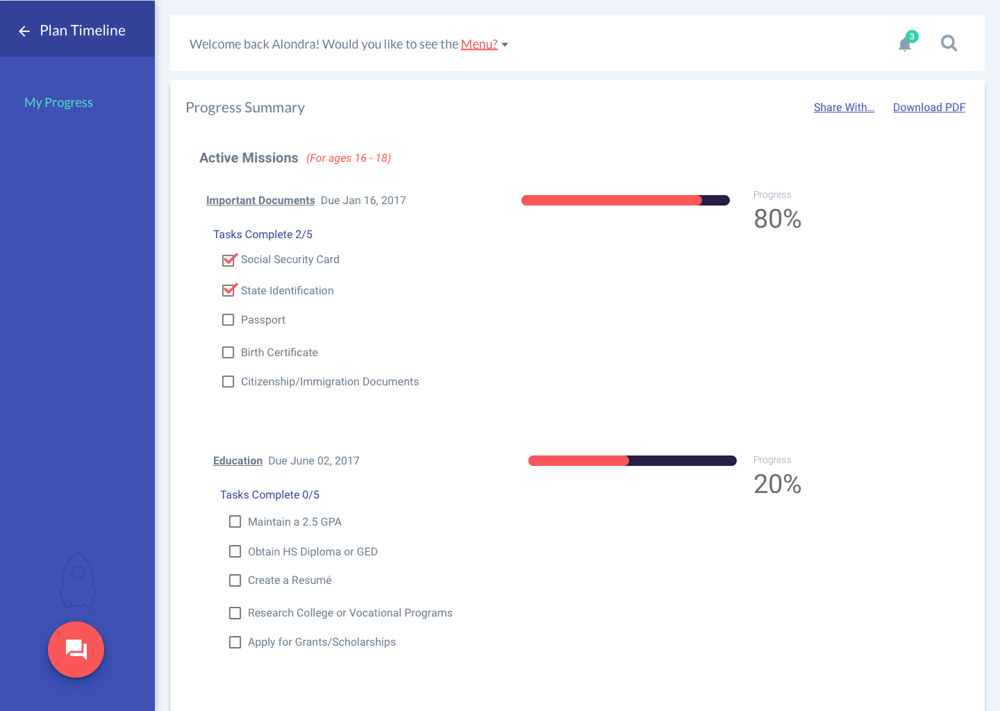 Plan Timeline
My Progress
Welcome back Alondra! Would you like to see the Menu?
3
Progress Summary
Share With...
Download PDF
Active Missions (For ages 16 - 18)
Important Documents Due Jan 16, 2017
Progress
80%
Tasks Complete 2/5
Social Security Card
State Identification
Passport
Birth Certificate
Citizenship/Immigration Documents
Education Due June 02, 2017
Progress
20%
Tasks Complete 0/5
Maintain a 2.5 GPA
Obtain HS Diploma or GED
Create a Resumé
Research College or Vocational Programs
Apply for Grants/Scholarships